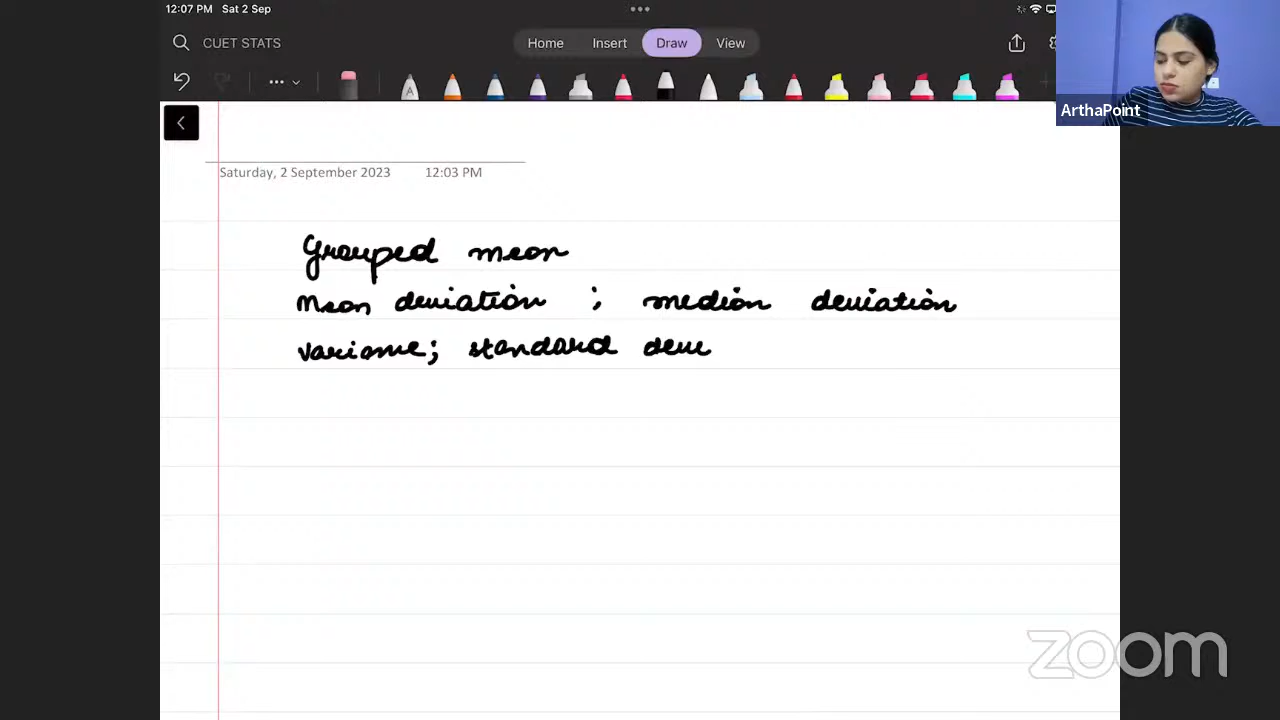 12:07 PM Sat 2 Sep
CUET STATS
Home Insert Draw View
A
ArthaPoint
Saturday, 2 September 2023 12:03 PM
Grouped mean
Mean deviation ; median deviation
variance; standard devi
zoom